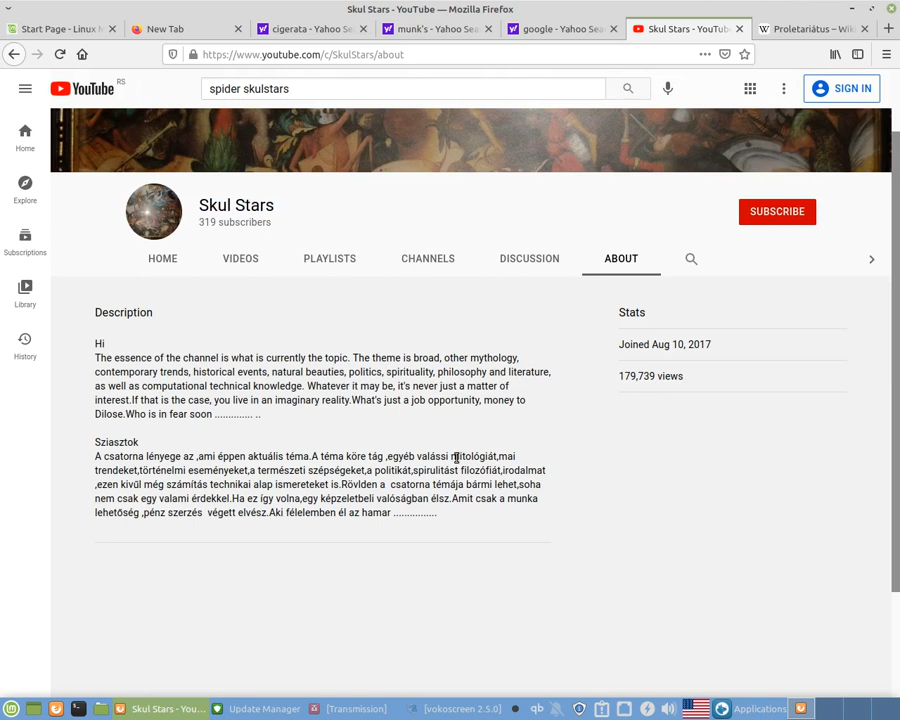 Skul Stars - YouTube — Mozilla Firefox
Start Page - Linux M
New Tab
cigerata - Yahoo Sea
munk's - Yahoo Sea
google - Yahoo Sear
Skul Stars - YouTub
Proletariátus – Wiki
https://www.youtube.com/c/SkulStars/about
YouTube RS
spider skulstars
SIGN IN
Home
Explore
Subscriptions
Library
History
Skul Stars
319 subscribers
SUBSCRIBE
HOME
VIDEOS
PLAYLISTS
CHANNELS
DISCUSSION
ABOUT
Description
Hi
The essence of the channel is what is currently the topic. The theme is broad, other mythology,
contemporary trends, historical events, natural beauties, politics, spirituality, philosophy and literature,
as well as computational technical knowledge. Whatever it may be, it's never just a matter of
interest.If that is the case, you live in an imaginary reality.What's just a job opportunity, money to
Dilose.Who is in fear soon .............. ..
Sziasztok
A csatorna lényege az ,ami éppen aktuális téma.A téma köre tág ,egyéb valássi mitológiát,mai
trendeket,történelmi eseményeket,a természeti szépségeket,a politikát,spirulitást filozófiát,irodalmat
,ezen kivűl még számítás technikai alap ismereteket is.Rövlden a  csatorna témája bármi lehet,soha
nem csak egy valami érdekkel.Ha ez így volna,egy képzeletbeli valóságban élsz.Amit csak a munka
lehetőség ,pénz szerzés  végett elvész.Aki félelemben él az hamar ................
Stats
Joined Aug 10, 2017
179,739 views
Skul Stars - You...
Update Manager
[Transmission]
[vokoscreen 2.5.0]
qb
Applications